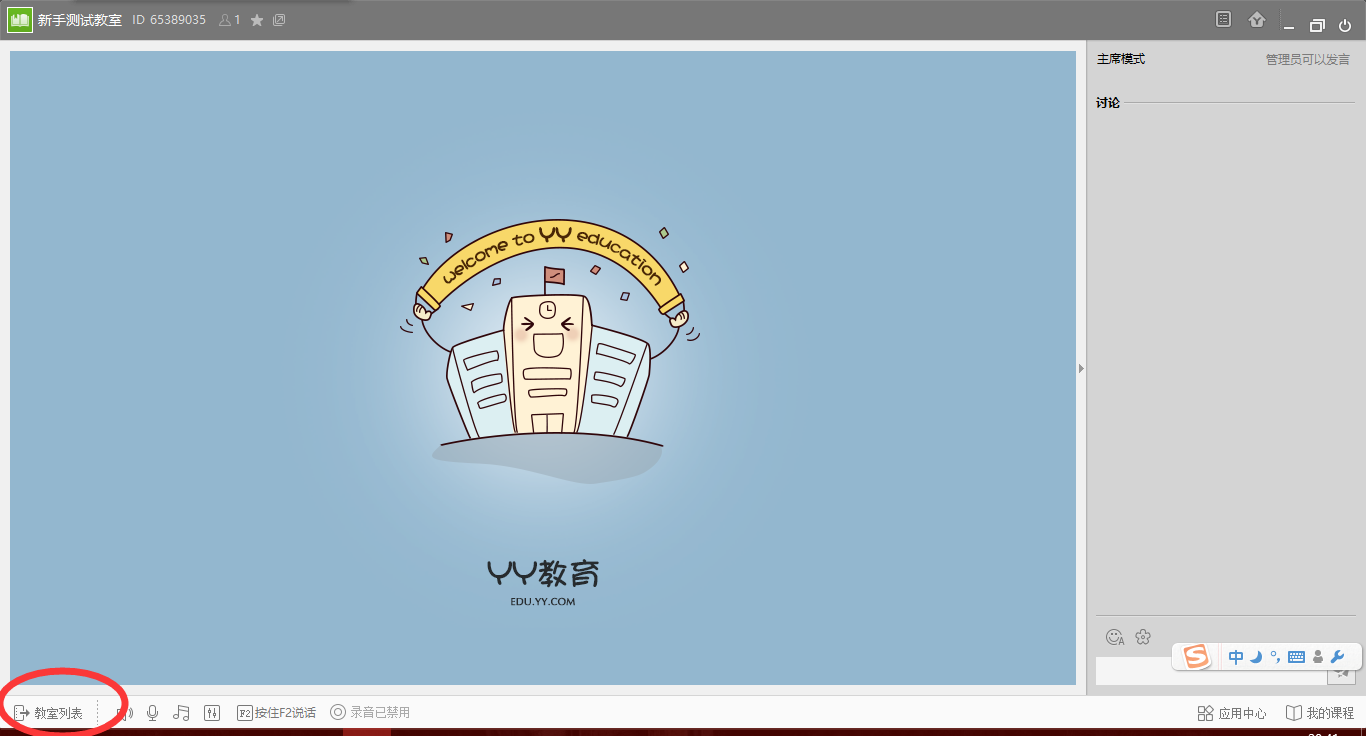 新手测试教室 ID 65389035 1
主席模式 管理员可以发言
讨论
welcome to YY education
YY教育
EDU.YY.COM
中
教室列表 F2 按住F2说话 录音已禁用 应用中心 我的课程